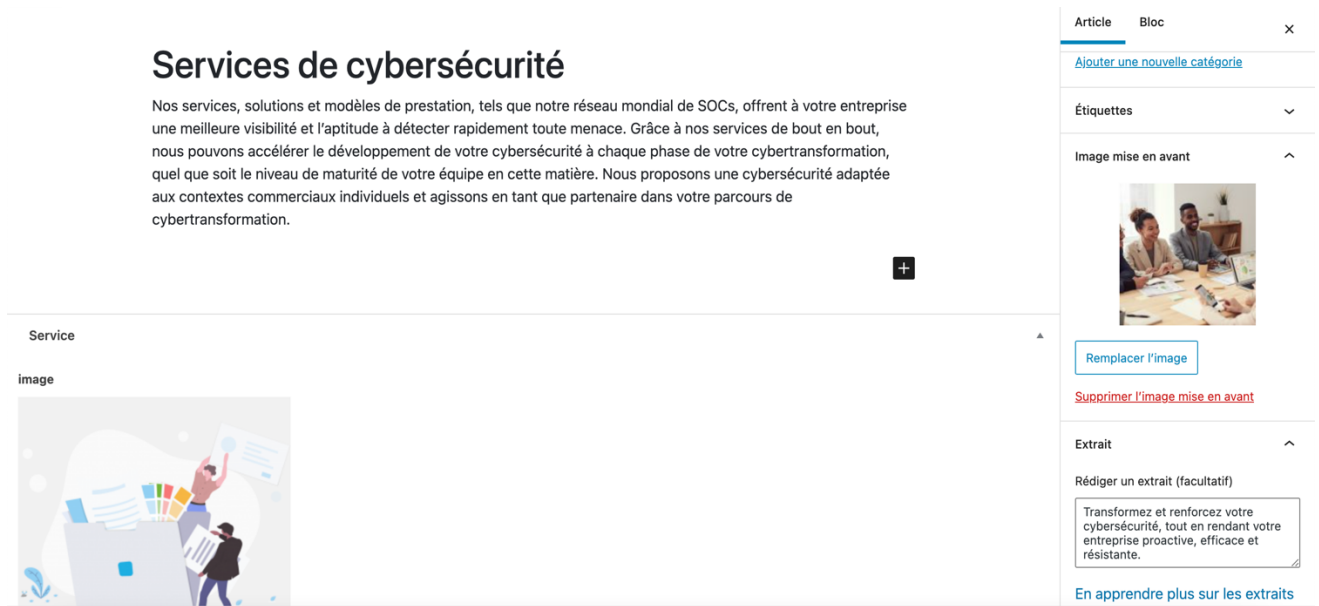 Services de cybersécurité
Nos services, solutions et modèles de prestation, tels que notre réseau mondial de SOCs, offrent à votre entreprise
une meilleure visibilité et l'aptitude à détecter rapidement toute menace. Grâce à nos services de bout en bout,
nous pouvons accélérer le développement de votre cybersécurité à chaque phase de votre cybertransformation,
quel que soit le niveau de maturité de votre équipe en cette matière. Nous proposons une cybersécurité adaptée
aux contextes commerciaux individuels et agissons en tant que partenaire dans votre parcours de
cybertransformation.
Service
image
Article Bloc
Ajouter une nouvelle catégorie
Étiquettes
Image mise en avant
Remplacer l'image
Supprimer l'image mise en avant
Extrait
Rédiger un extrait (facultatif)
Transformez et renforcez votre
cybersécurité, tout en rendant votre
entreprise proactive, efficace et
résistante.
En apprendre plus sur les extraits